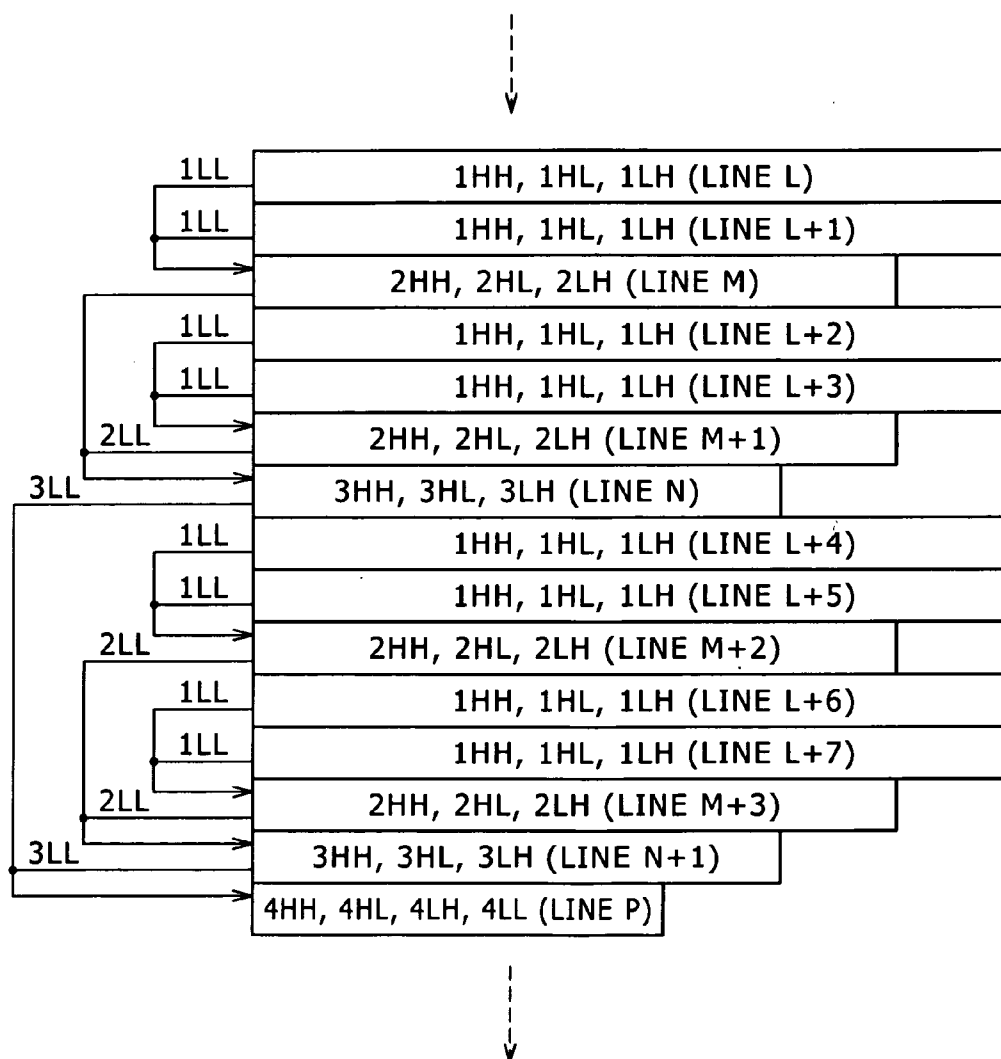 1LL
1HH, 1HL, 1LH (LINE L)
1LL
1HH, 1HL, 1LH (LINE L+1)
2HH, 2HL, 2LH (LINE M)
1LL
1HH, 1HL, 1LH (LINE L+2)
1LL
1HH, 1HL, 1LH (LINE L+3)
2LL
2HH, 2HL, 2LH (LINE M+1)
3LL
3HH, 3HL, 3LH (LINE N)
1LL
1HH, 1HL, 1LH (LINE L+4)
1LL
1HH, 1HL, 1LH (LINE L+5)
2LL
2HH, 2HL, 2LH (LINE M+2)
1LL
1HH, 1HL, 1LH (LINE L+6)
1LL
1HH, 1HL, 1LH (LINE L+7)
2LL
2HH, 2HL, 2LH (LINE M+3)
3LL
3HH, 3HL, 3LH (LINE N+1)
4HH, 4HL, 4LH, 4LL (LINE P)